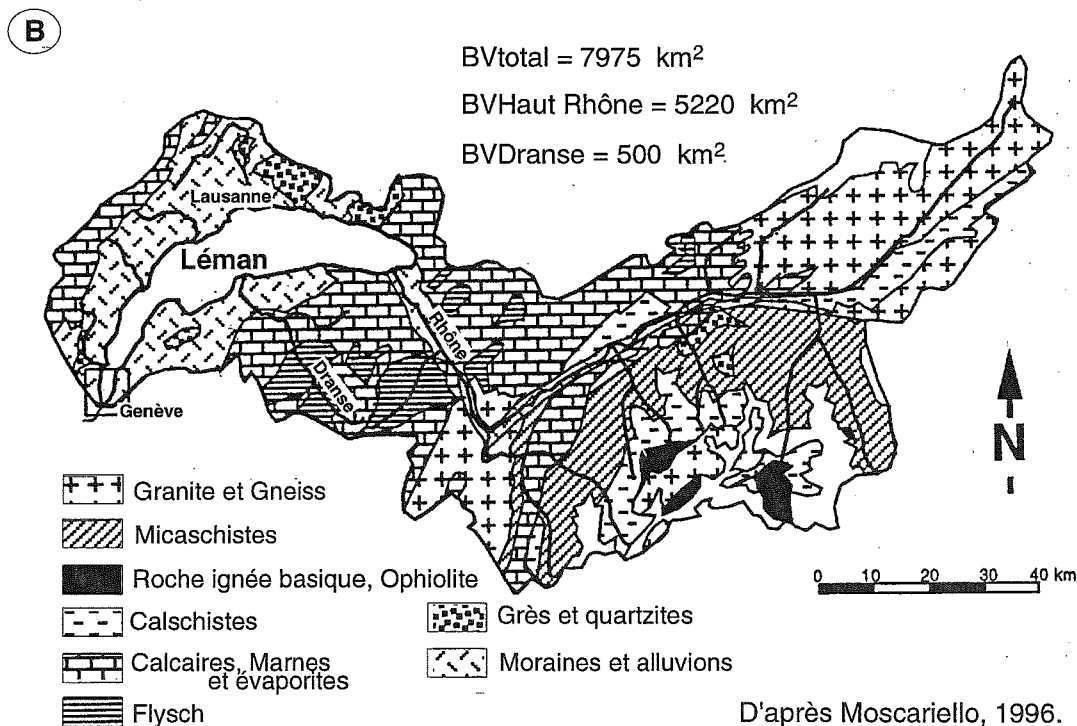 B
BVtotal = 7975 km²
BVHaut Rhône = 5220 km²
BVDranse = 500 km²
Lausanne
Léman
Rhône
Dranse
Genève
N
Granite et Gneiss
Micaschistes
Roche ignée basique, Ophiolite
Calschistes
Calcaires, Marnes
et évaporites
Flysch
Grès et quartzites
Moraines et alluvions
0 10 20 30 40 km
D'après Moscariello, 1996.